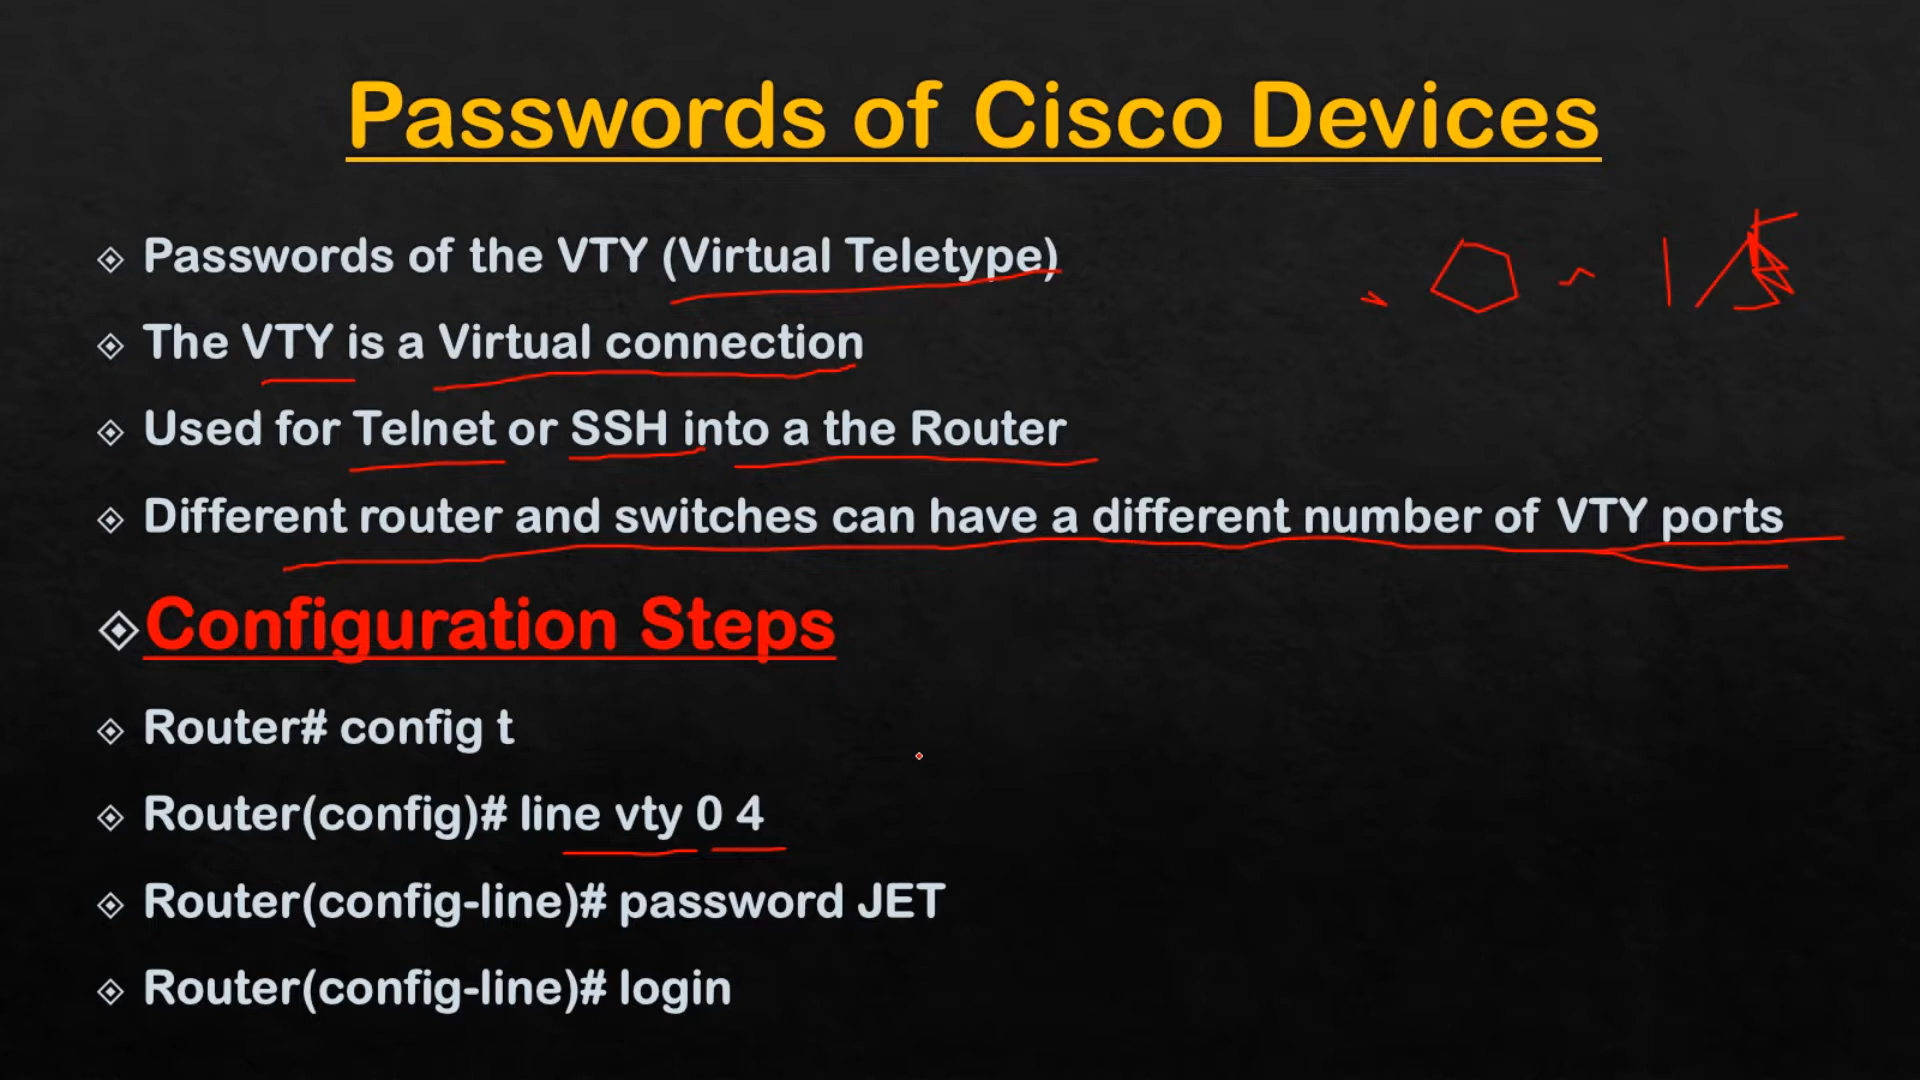 Passwords of Cisco Devices
Passwords of the VTY (Virtual Teletype)
The VTY is a Virtual connection
Used for Telnet or SSH into a the Router
Different router and switches can have a different number of VTY ports
Configuration Steps
Router# config t
Router(config)# line vty 0 4
Router(config-line)# password JET
Router(config-line)# login